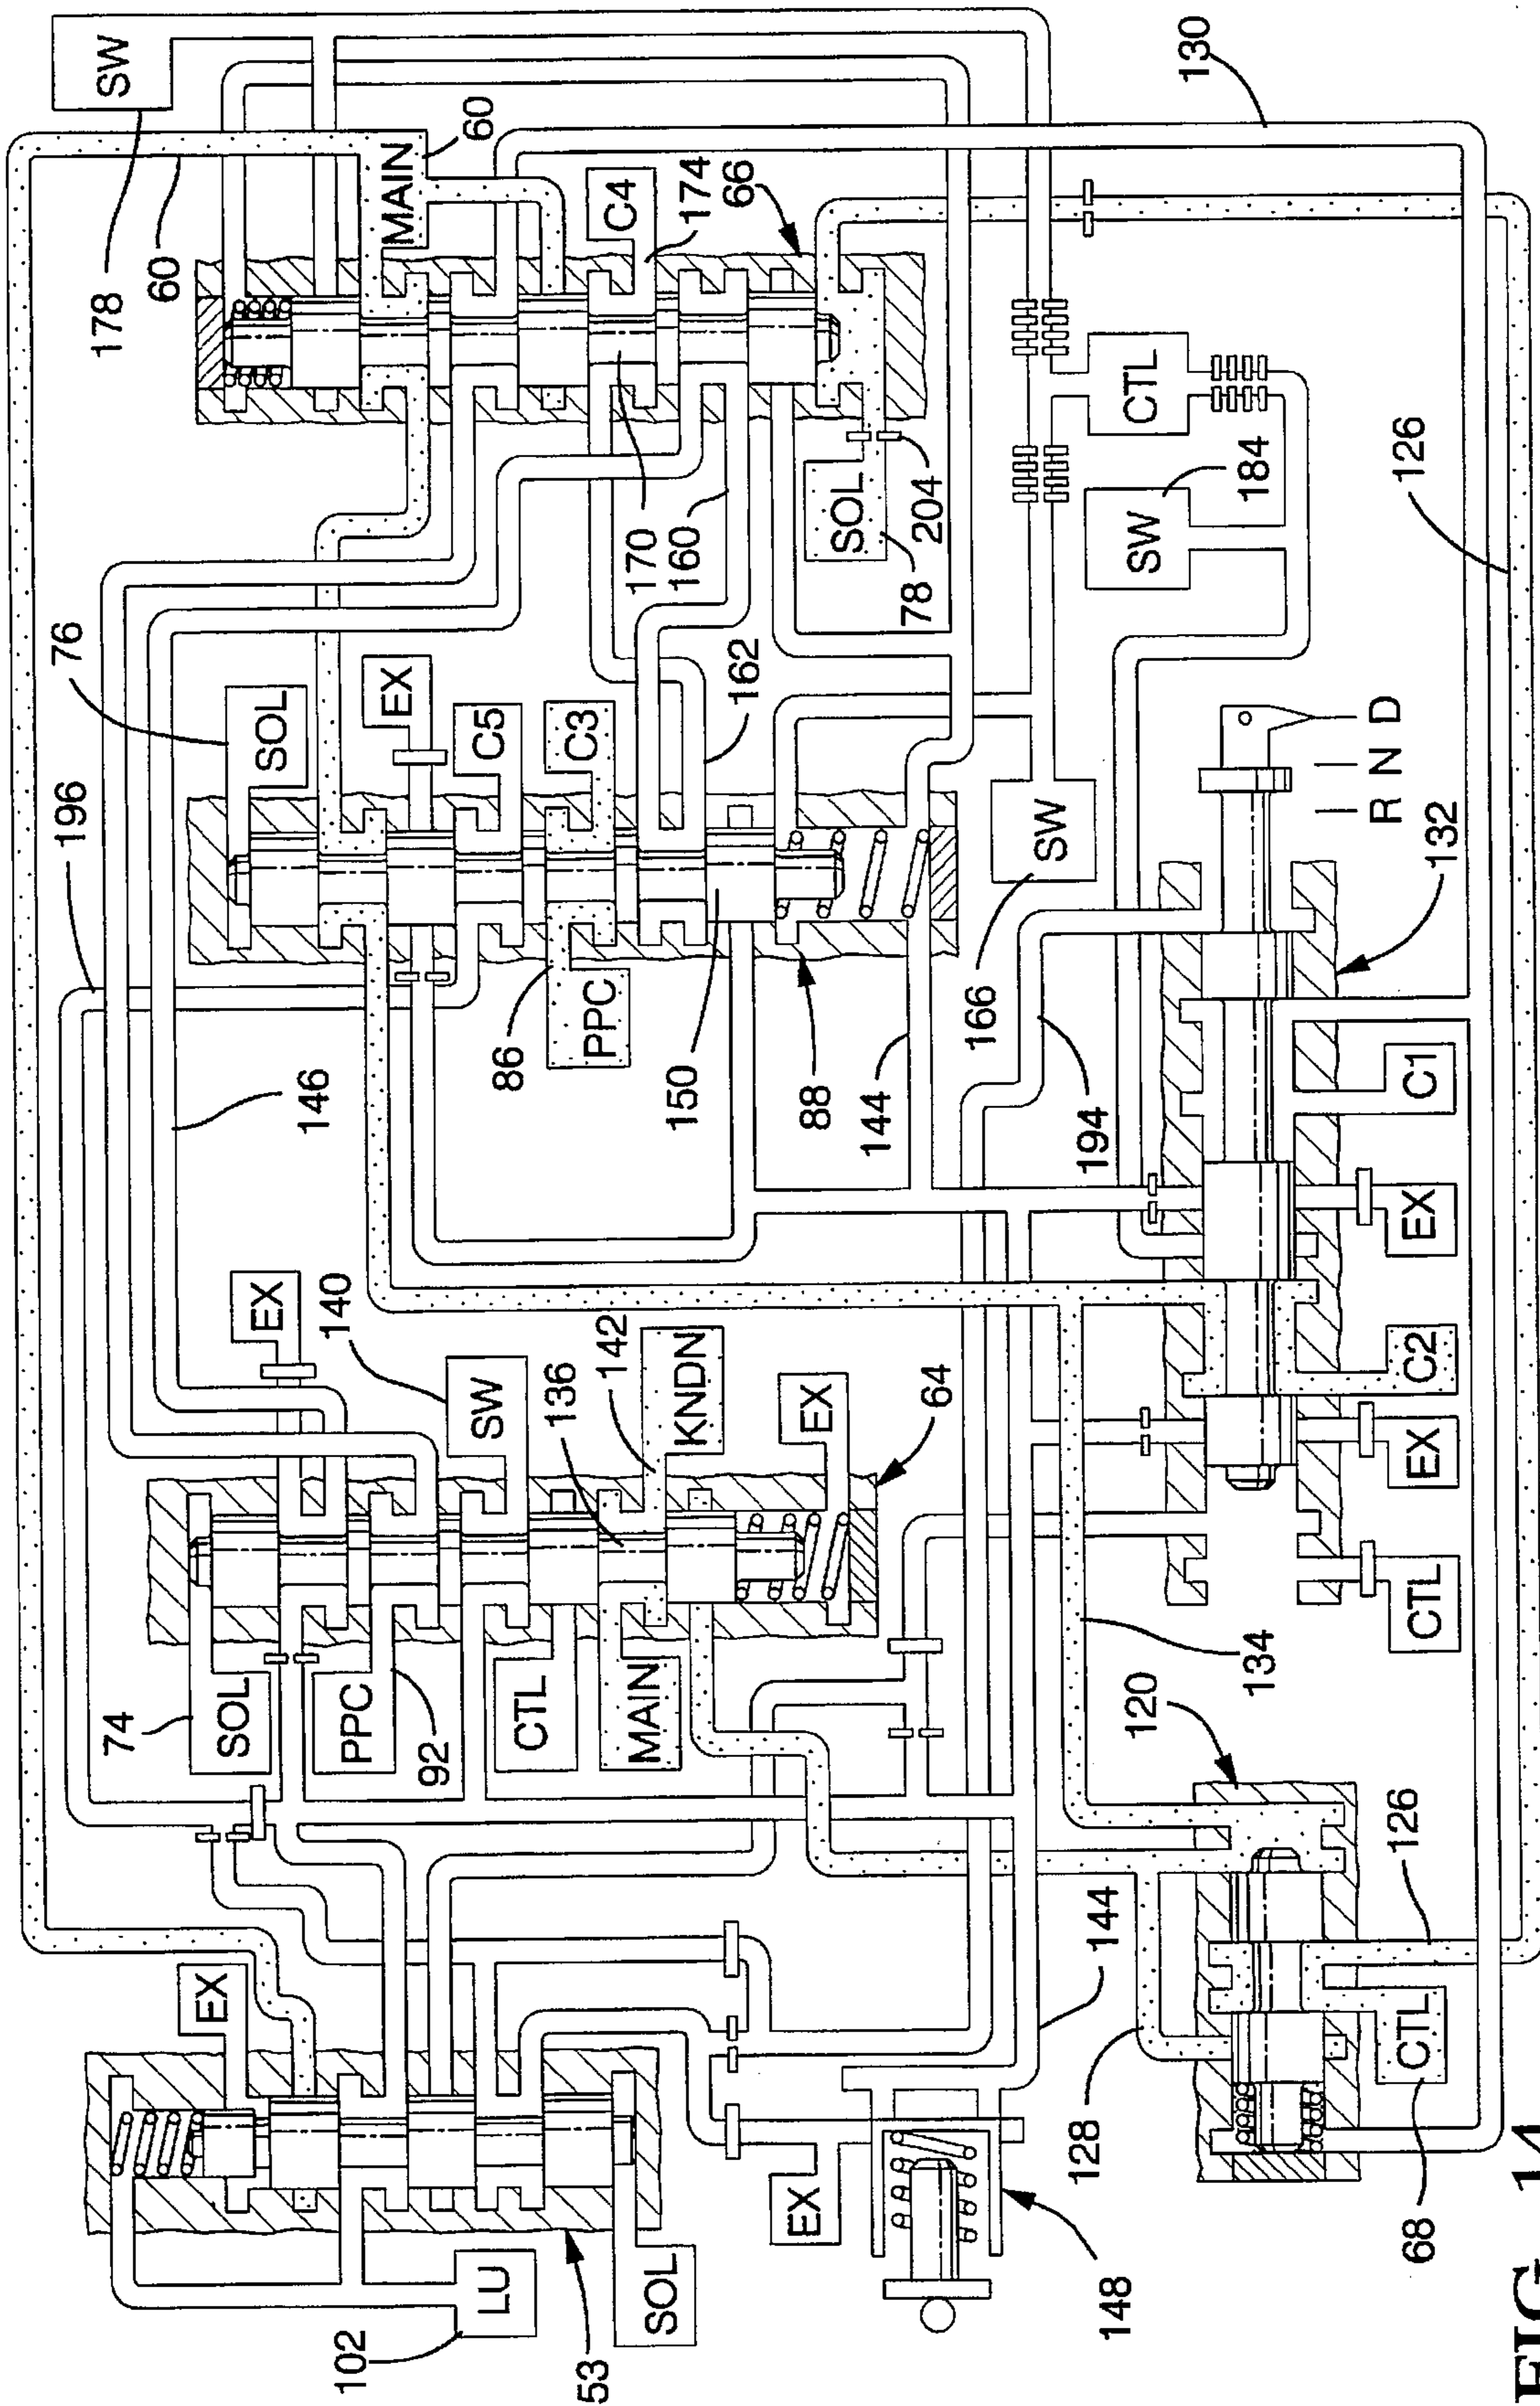 SW
178
60
MAIN
60
C4
174
66
130
76
SOL
196
EX
C5
C3
170
160
162
SOL
78
204
CTL
SW
184
126
146
86
PPC
150
88
144
SW
166
194
R N D
132
EX
140
SW
136
142
KNDN
EX
64
C1
EX
C2
EX
CTL
74
SOL
PPC
92
CTL
MAIN
134
120
126
EX
144
128
CTL
68
102
LU
53
SOL
EX
148
FIG. 14